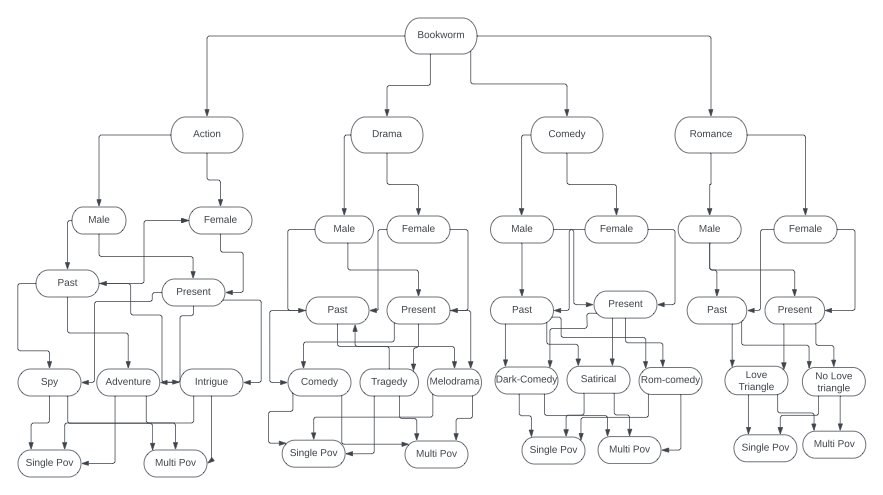 Bookworm
Action
Drama
Comedy
Romance
Male
Female
Male
Female
Male
Female
Male
Female
Past
Present
Past
Present
Past
Present
Past
Present
Spy
Adventure
Intrigue
Comedy
Tragedy
Melodrama
Dark-Comedy
Satirical
Rom-comedy
Love
Triangle
No Love
triangle
Single Pov
Multi Pov
Single Pov
Multi Pov
Single Pov
Multi Pov
Single Pov
Multi Pov